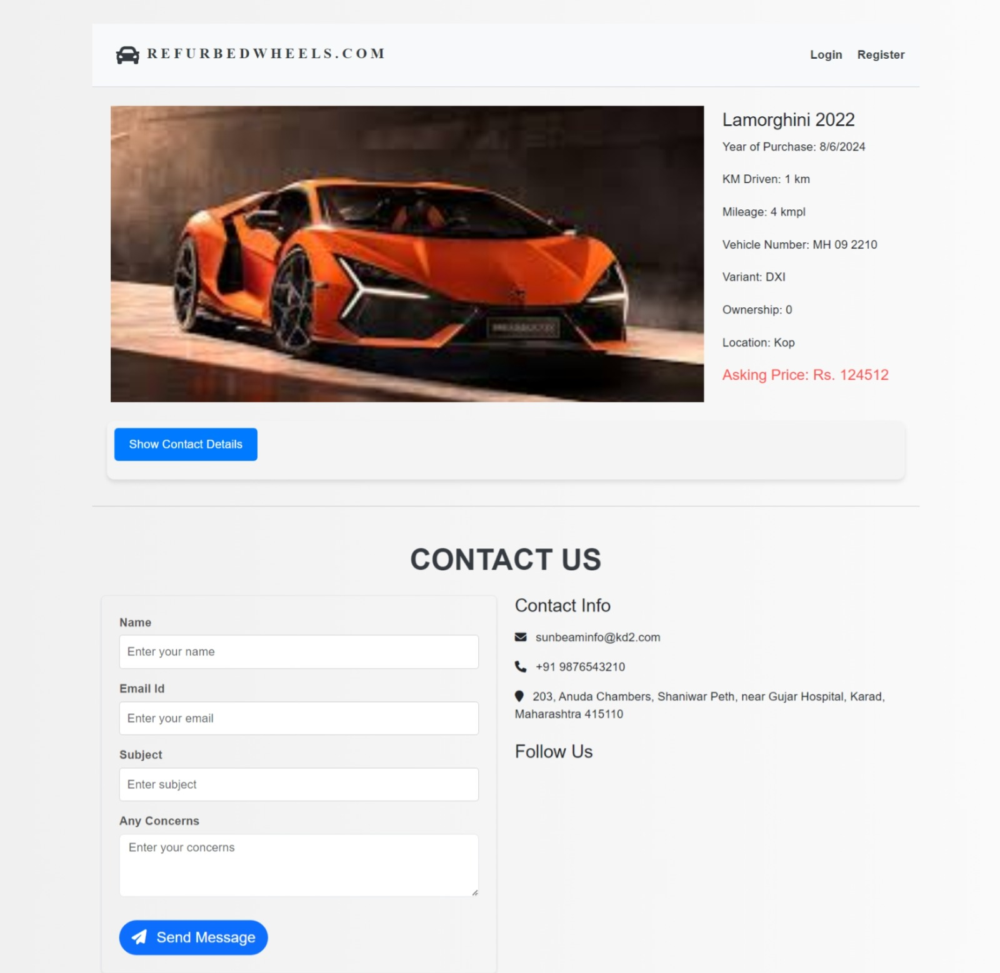 REFURBEDWHEELS.COM
Login Register
Lamorghini 2022
Year of Purchase: 8/6/2024
KM Driven: 1 km
Mileage: 4 kmpl
Vehicle Number: MH 09 2210
Variant: DXI
Ownership: 0
Location: Kop
Asking Price: Rs. 124512
Show Contact Details
CONTACT US
Name
Enter your name
Email Id
Enter your email
Subject
Enter subject
Any Concerns
Enter your concerns
Send Message
Contact Info
sunbeaminfo@kd2.com
+91 9876543210
203, Anuda Chambers, Shaniwar Peth, near Gujar Hospital, Karad,
Maharashtra 415110
Follow Us